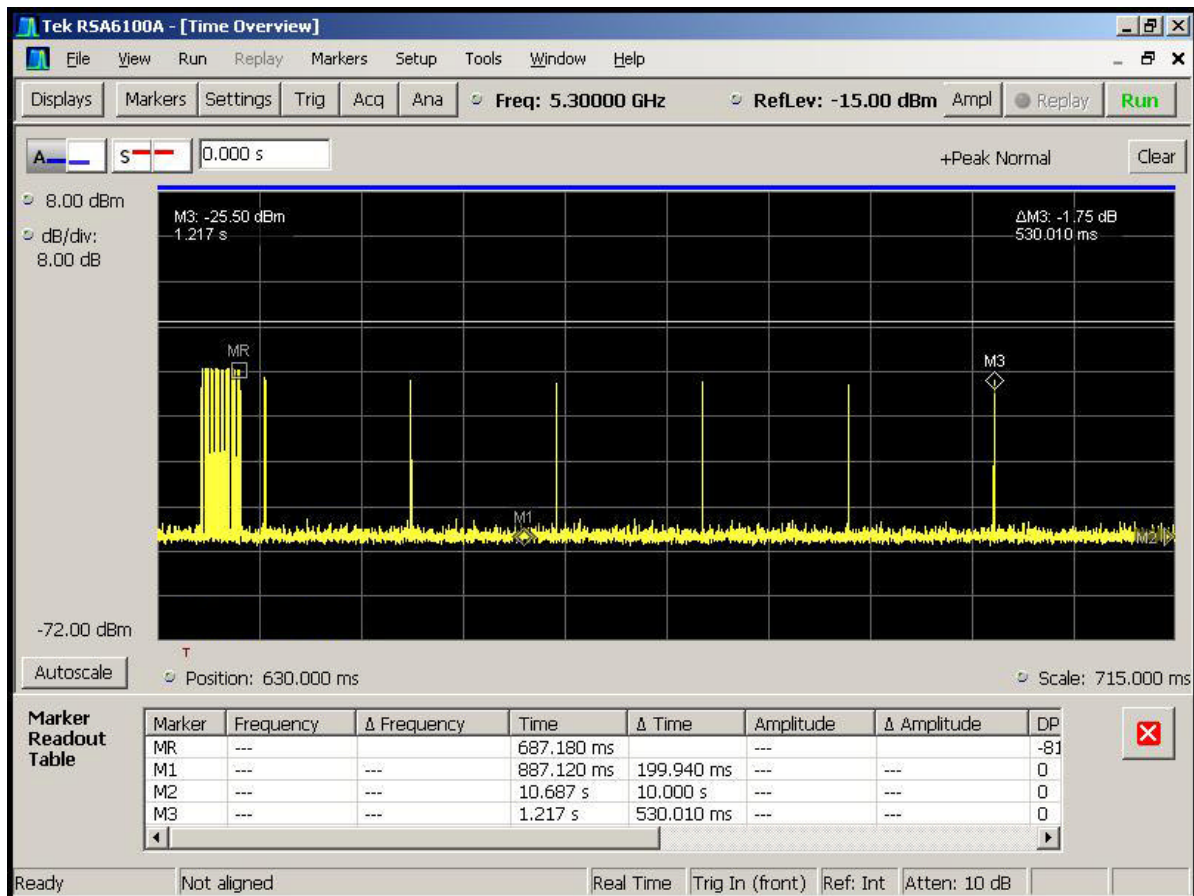 Tek RSA6100A - [Time Overview]
File View Run Replay Markers Setup Tools Window Help
Displays Markers Settings Trig Acq Ana Freq: 5.30000 GHz RefLev: -15.00 dBm Ampl Replay Run
A S 0.000 s +Peak Normal Clear
8.00 dBm
dB/div:
8.00 dB
M3: -25.50 dBm ΔM3: -1.75 dB
1.217 s 530.010 ms
MR
M3
M1
M2
-72.00 dBm
T
Autoscale Position: 630.000 ms Scale: 715.000 ms
Marker Readout Table
Marker Frequency Δ Frequency Time Δ Time Amplitude Δ Amplitude DP
MR --- 687.180 ms --- -81
M1 --- --- 887.120 ms 199.940 ms --- --- 0
M2 --- --- 10.687 s 10.000 s --- --- 0
M3 --- --- 1.217 s 530.010 ms --- --- 0
Ready Not aligned Real Time Trig In (front) Ref: Int Atten: 10 dB